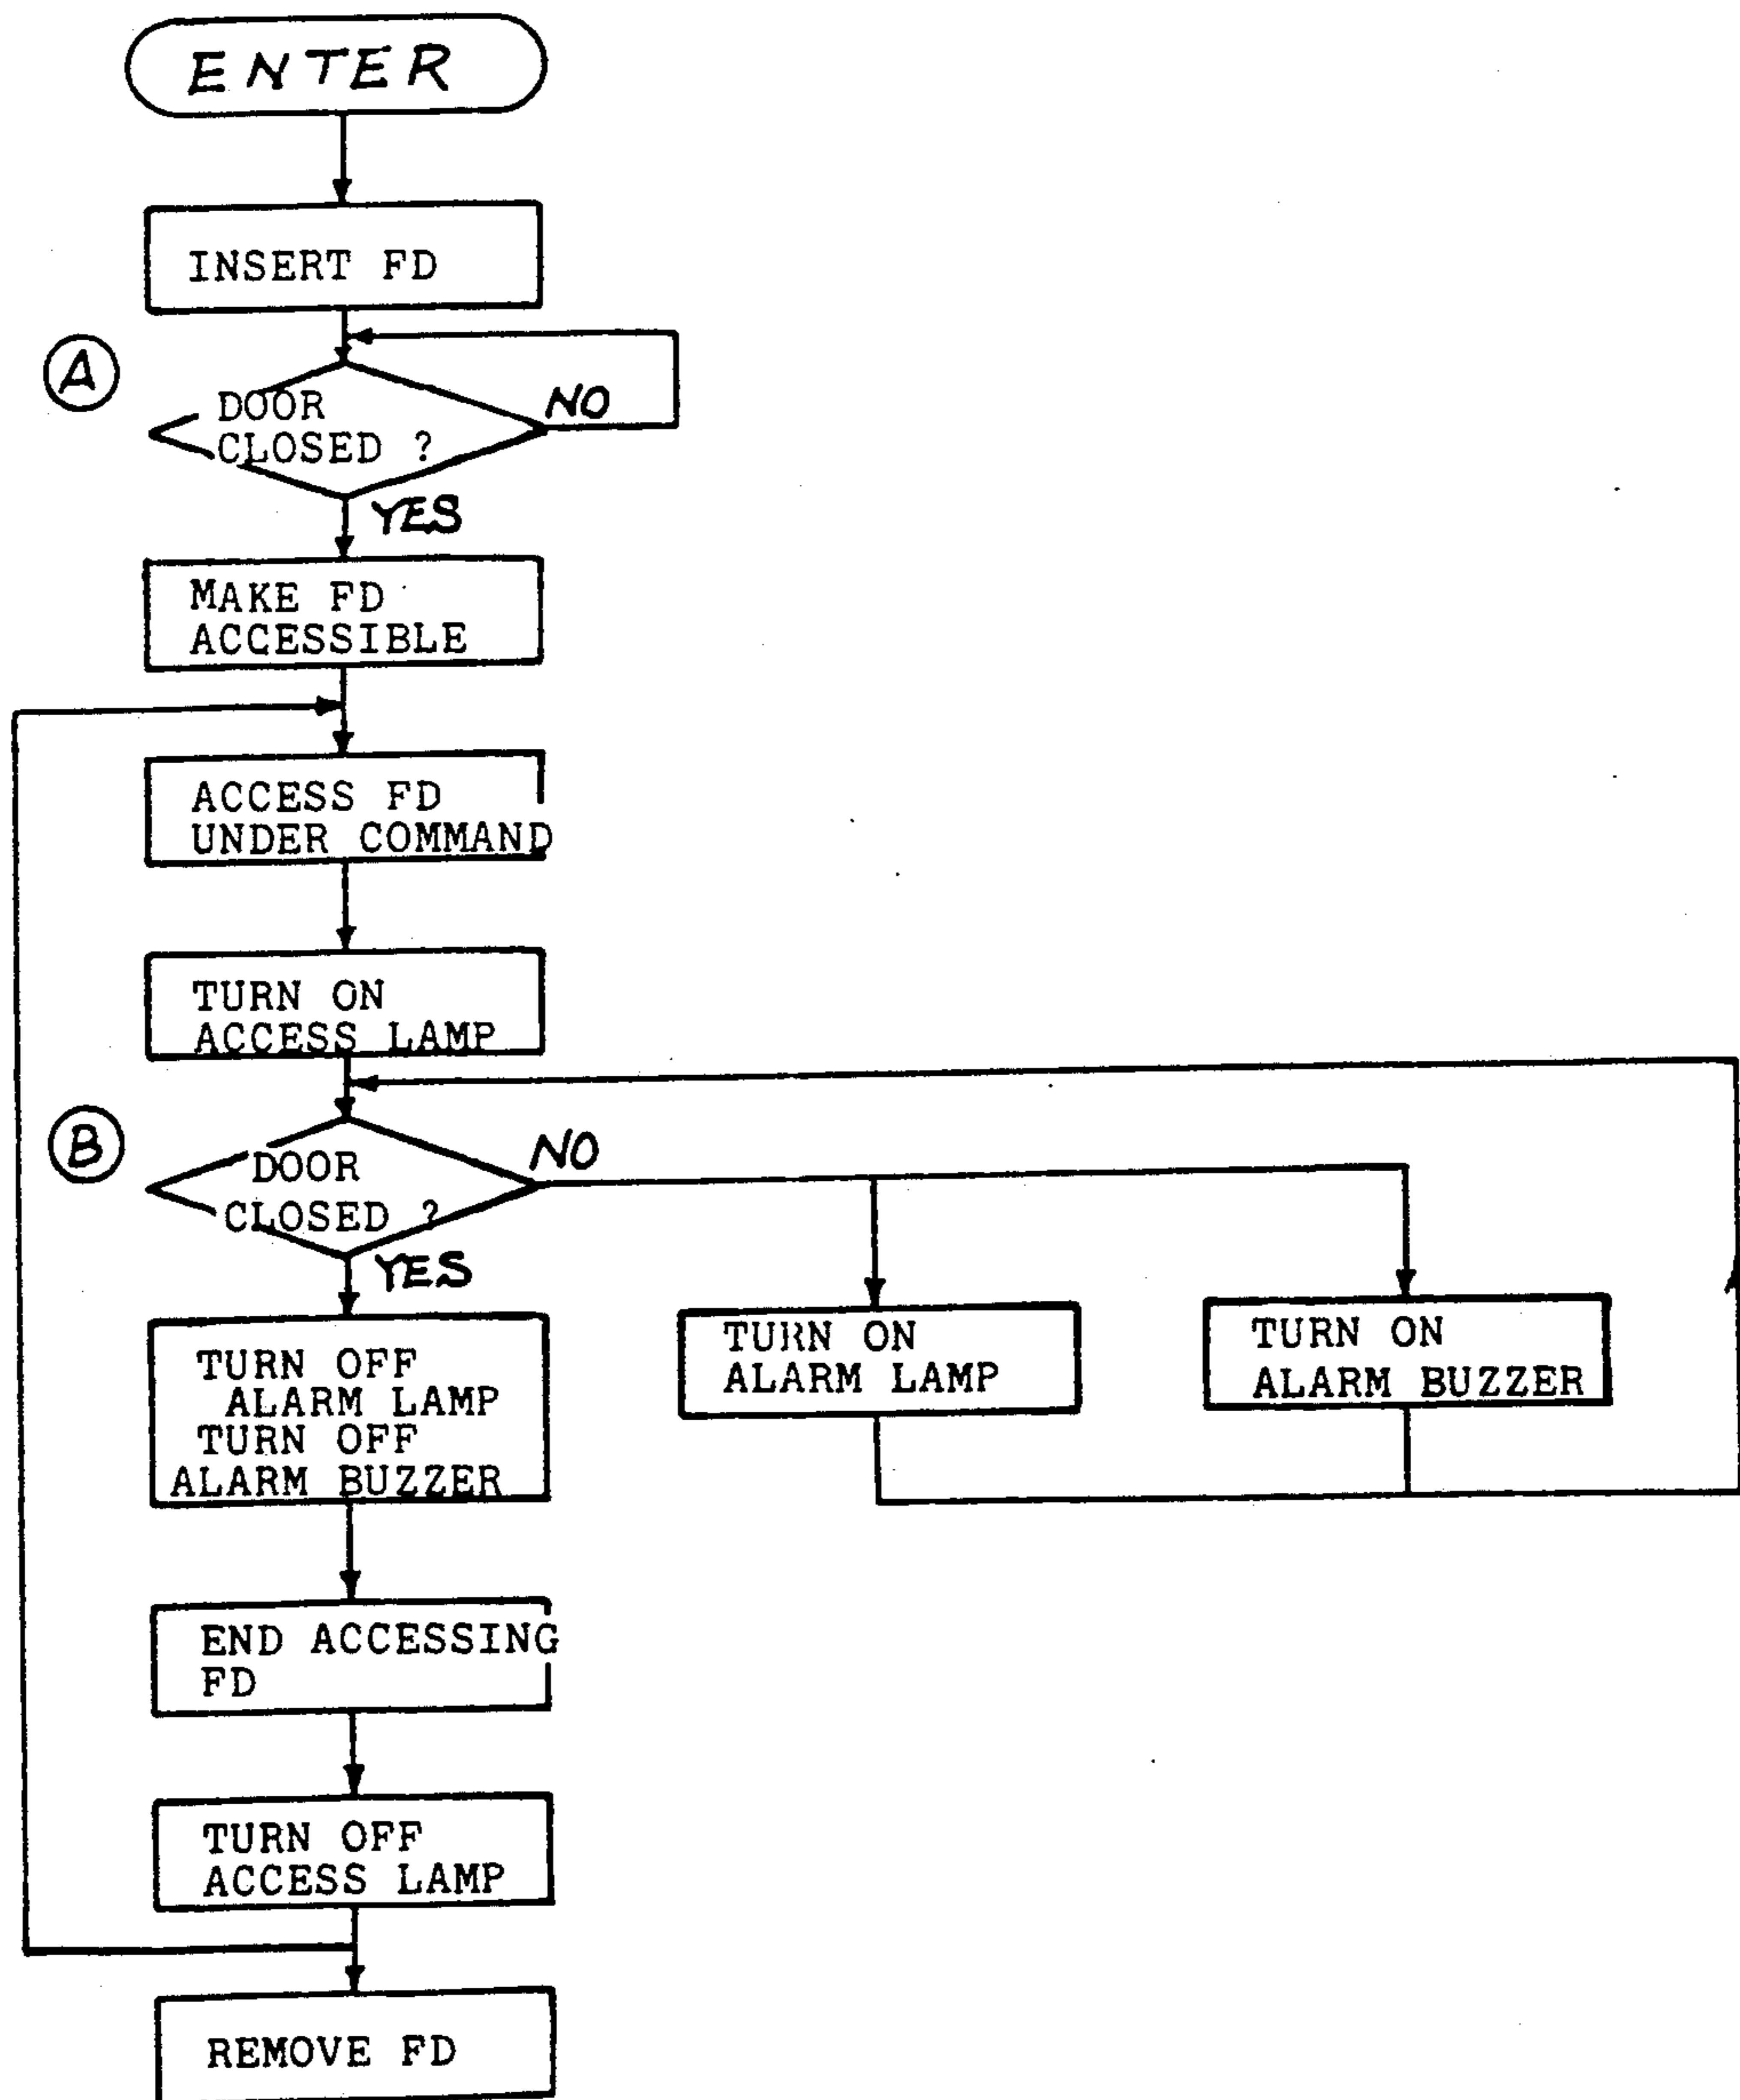 ENTER
INSERT FD
A
DOOR
CLOSED ?
NO
YES
MAKE FD
ACCESSIBLE
ACCESS FD
UNDER COMMAND
TURN ON
ACCESS LAMP
B
DOOR
CLOSED ?
NO
YES
TURN OFF
ALARM LAMP
TURN OFF
ALARM BUZZER
TURN ON
ALARM LAMP
TURN ON
ALARM BUZZER
END ACCESSING
FD
TURN OFF
ACCESS LAMP
REMOVE FD